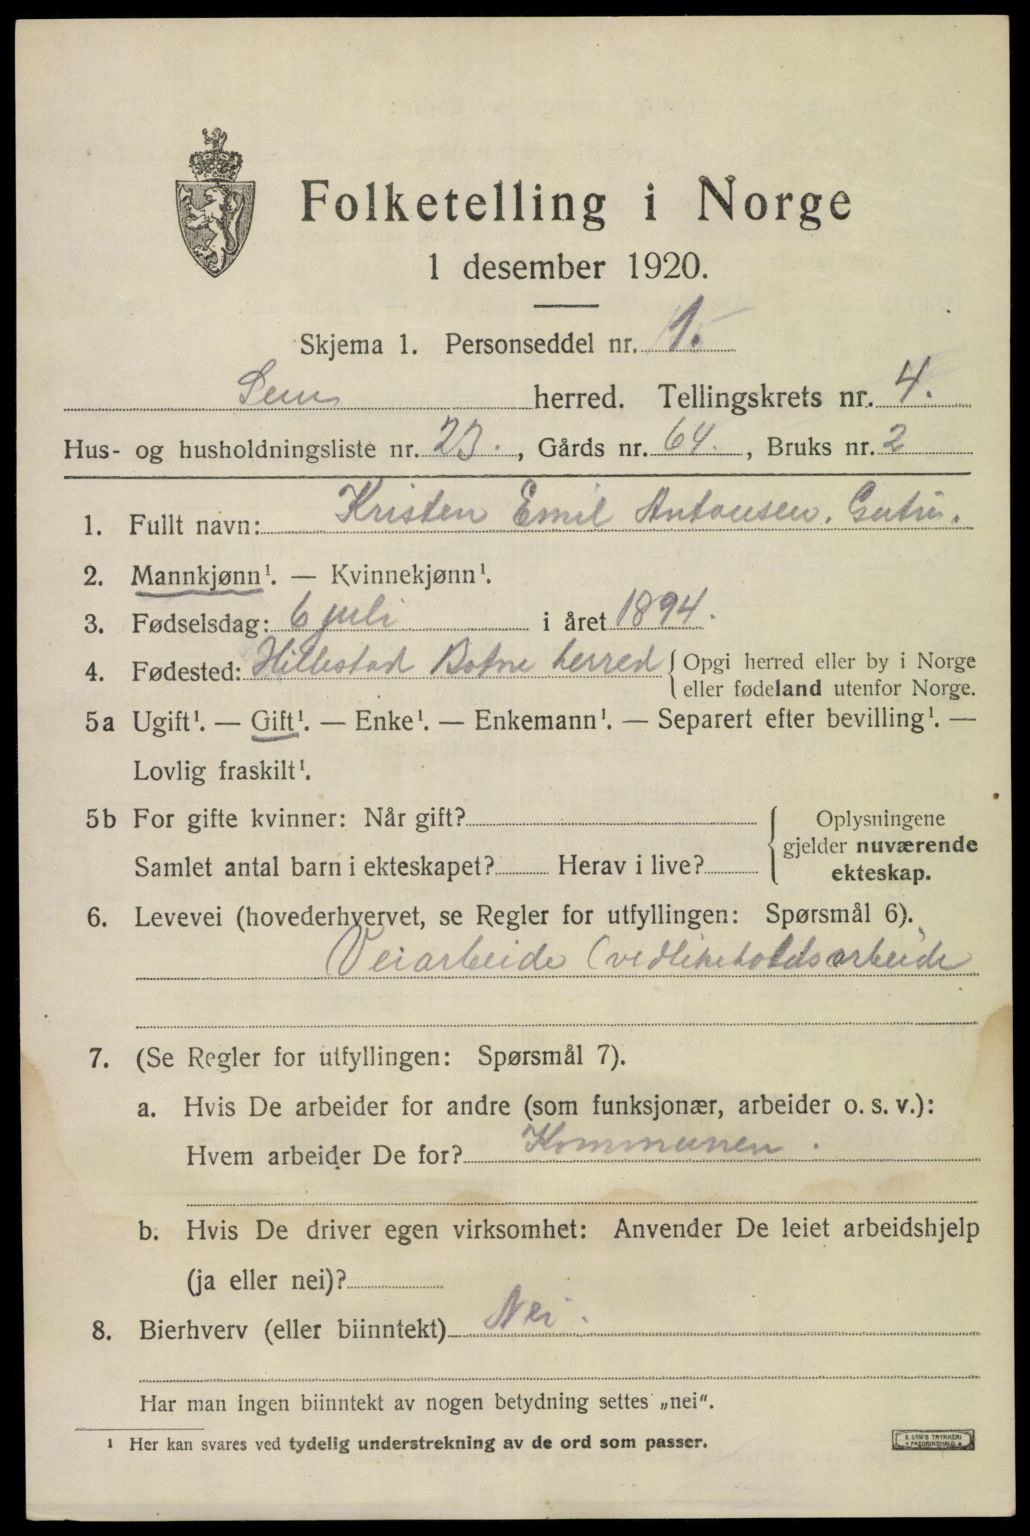 Folketelling i Norge
1 desember 1920.
Skjema 1. Personseddel nr. 1.
Sem herred. Tellingskrets nr. 4.
Hus- og husholdningsliste nr. 23., Gårds nr. 64., Bruks nr. 2
1. Fullt navn: Kristen Emil Antonsen.
2. Mannkjønn¹. — Kvinnekjønn¹.
3. Fødselsdag: 6 juli i året 1894.
4. Fødested: Hillestad Botne herred { Opgi herred eller by i Norge
eller fødeland utenfor Norge.
5a Ugift¹. — Gift¹. — Enke¹. — Enkemann¹. — Separert efter bevilling¹. —
Lovlig fraskilt¹.
5b For gifte kvinner: Når gift?
Samlet antal barn i ekteskapet? Herav i live?
Oplysningene
gjelder nuværende
ekteskap.
6. Levevei (hovederhvervet, se Regler for utfyllingen: Spørsmål 6).
Veiarbeide (vedlikeholdsarbeide
7. (Se Regler for utfyllingen: Spørsmål 7).
a. Hvis De arbeider for andre (som funksjonær, arbeider o. s. v.):
Hvem arbeider De for? Kommunen.
b. Hvis De driver egen virksomhet: Anvender De leiet arbeidshjelp
(ja eller nei)?
8. Bierhverv (eller biinntekt) Nei.
Har man ingen biinntekt av nogen betydning settes „nei“.
¹ Her kan svares ved tydelig understrekning av de ord som passer.
E. SEM'S TRYKKERI
FREDRIKSHALD